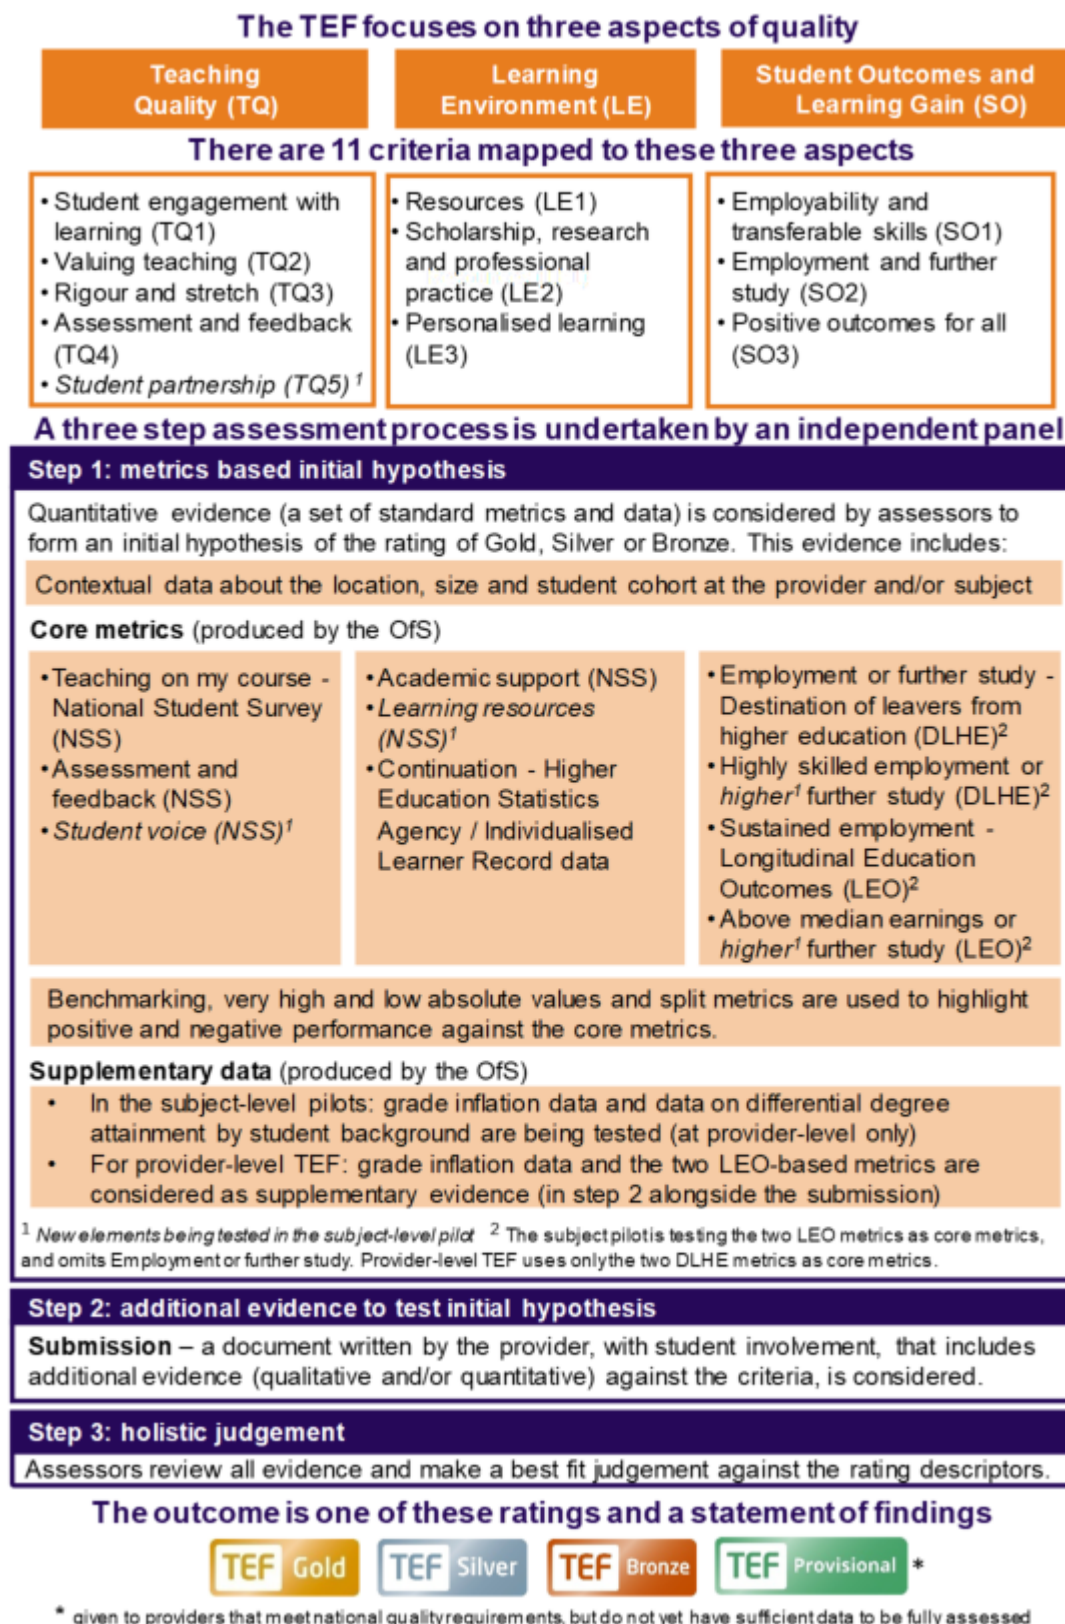 The TEF focuses on three aspects of quality
Teaching
Quality (TQ)
Learning
Environment (LE)
Student Outcomes and
Learning Gain (SO)
There are 11 criteria mapped to these three aspects
• Student engagement with
learning (TQ1)
• Valuing teaching (TQ2)
• Rigour and stretch (TQ3)
• Assessment and feedback
(TQ4)
• Student partnership (TQ5) ¹
• Resources (LE1)
• Scholarship, research
and professional
practice (LE2)
• Personalised learning
(LE3)
• Employability and
transferable skills (SO1)
• Employment and further
study (SO2)
• Positive outcomes for all
(SO3)
A three step assessment process is undertaken by an independent panel
Step 1: metrics based initial hypothesis
Quantitative evidence (a set of standard metrics and data) is considered by assessors to
form an initial hypothesis of the rating of Gold, Silver or Bronze. This evidence includes:
Contextual data about the location, size and student cohort at the provider and/or subject
Core metrics (produced by the OfS)
• Teaching on my course -
National Student Survey
(NSS)
• Assessment and
feedback (NSS)
• Student voice (NSS)¹
• Academic support (NSS)
• Learning resources
(NSS)¹
• Continuation - Higher
Education Statistics
Agency / Individualised
Learner Record data
• Employment or further study -
Destination of leavers from
higher education (DLHE)²
• Highly skilled employment or
higher¹ further study (DLHE)²
• Sustained employment -
Longitudinal Education
Outcomes (LEO)²
• Above median earnings or
higher¹ further study (LEO)²
Benchmarking, very high and low absolute values and split metrics are used to highlight
positive and negative performance against the core metrics.
Supplementary data (produced by the OfS)
• In the subject-level pilots: grade inflation data and data on differential degree
attainment by student background are being tested (at provider-level only)
• For provider-level TEF: grade inflation data and the two LEO-based metrics are
considered as supplementary evidence (in step 2 alongside the submission)
¹ New elements being tested in the subject-level pilot ² The subject pilot is testing the two LEO metrics as core metrics,
and omits Employment or further study. Provider-level TEF uses only the two DLHE metrics as core metrics.
Step 2: additional evidence to test initial hypothesis
Submission – a document written by the provider, with student involvement, that includes
additional evidence (qualitative and/or quantitative) against the criteria, is considered.
Step 3: holistic judgement
Assessors review all evidence and make a best fit judgement against the rating descriptors.
The outcome is one of these ratings and a statement of findings
TEF Gold
TEF Silver
TEF Bronze
TEF Provisional *
* given to providers that meet national quality requirements, but do not yet have sufficient data to be fully assessed